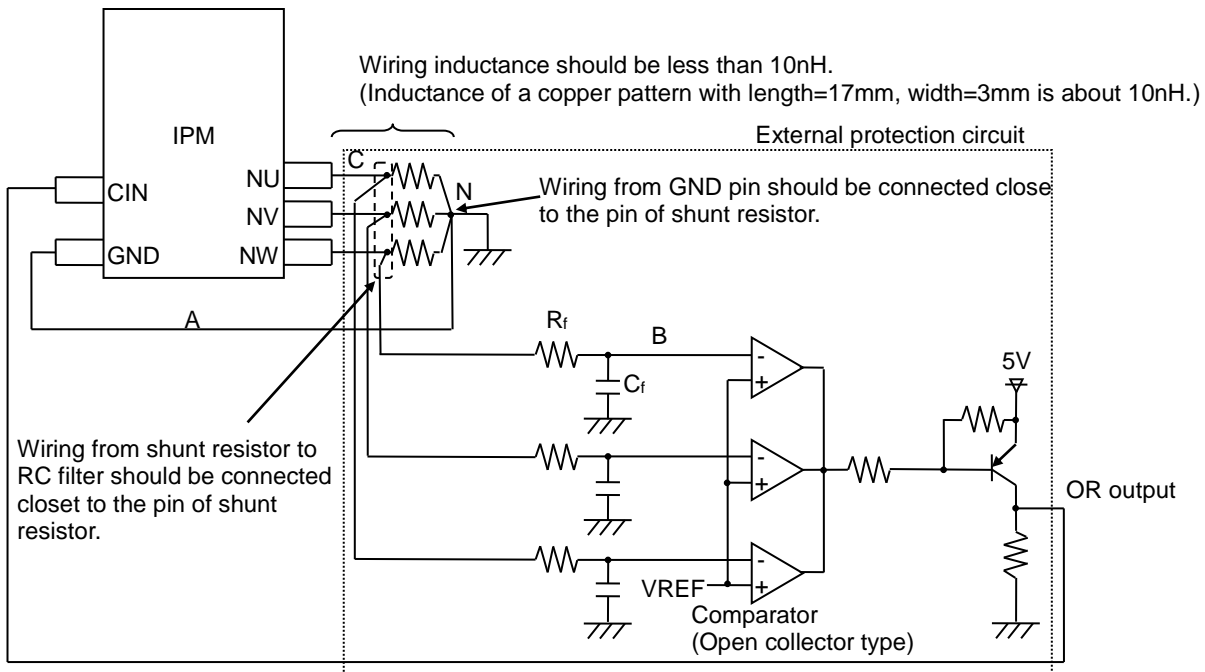 Wiring inductance should be less than 10nH.
(Inductance of a copper pattern with length=17mm, width=3mm is about 10nH.)
IPM
External protection circuit
C
NU
N
CIN
NV
Wiring from GND pin should be connected close
to the pin of shunt resistor.
GND
NW
A
Rf
B
5V
Cf
Wiring from shunt resistor to
RC filter should be connected
closet to the pin of shunt
resistor.
-
+
-
+
-
+
OR output
VREF
Comparator
(Open collector type)